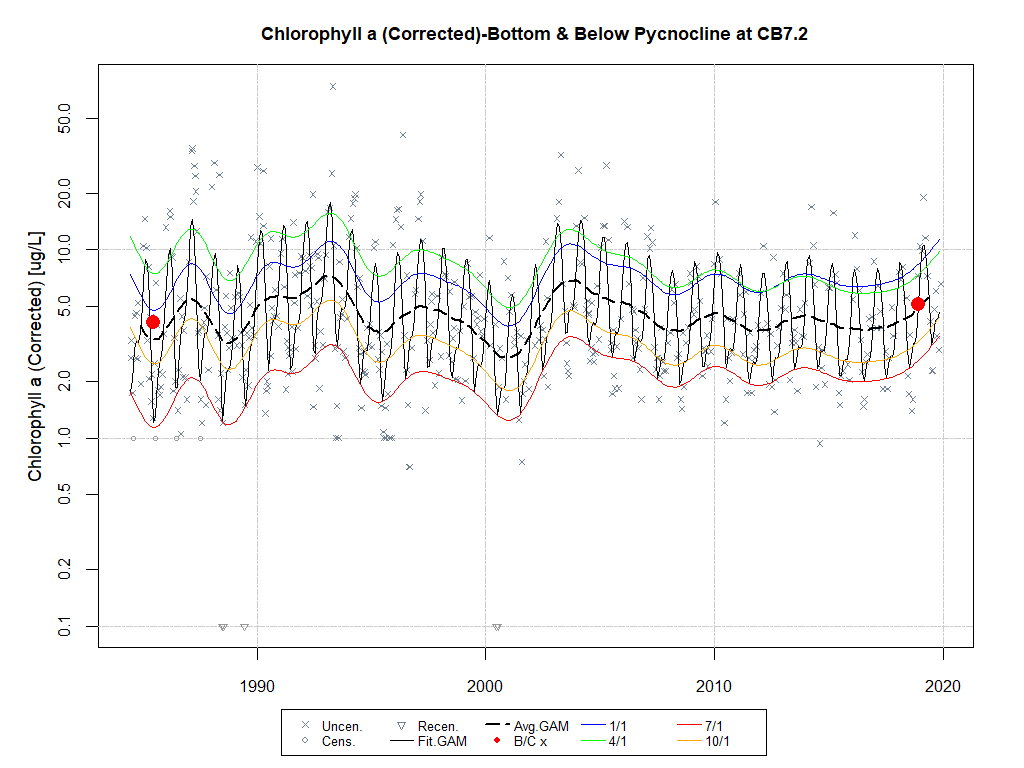 Chlorophyll a (Corrected)-Bottom & Below Pycnocline at CB7.2
Chlorophyll a (Corrected) [ug/L]
50.0
20.0
10.0
5.0
2.0
1.0
0.5
0.2
0.1
1990 2000 2010 2020
Uncen. Recen. Avg.GAM 1/1 7/1
Cens. Fit.GAM B/C x 4/1 10/1